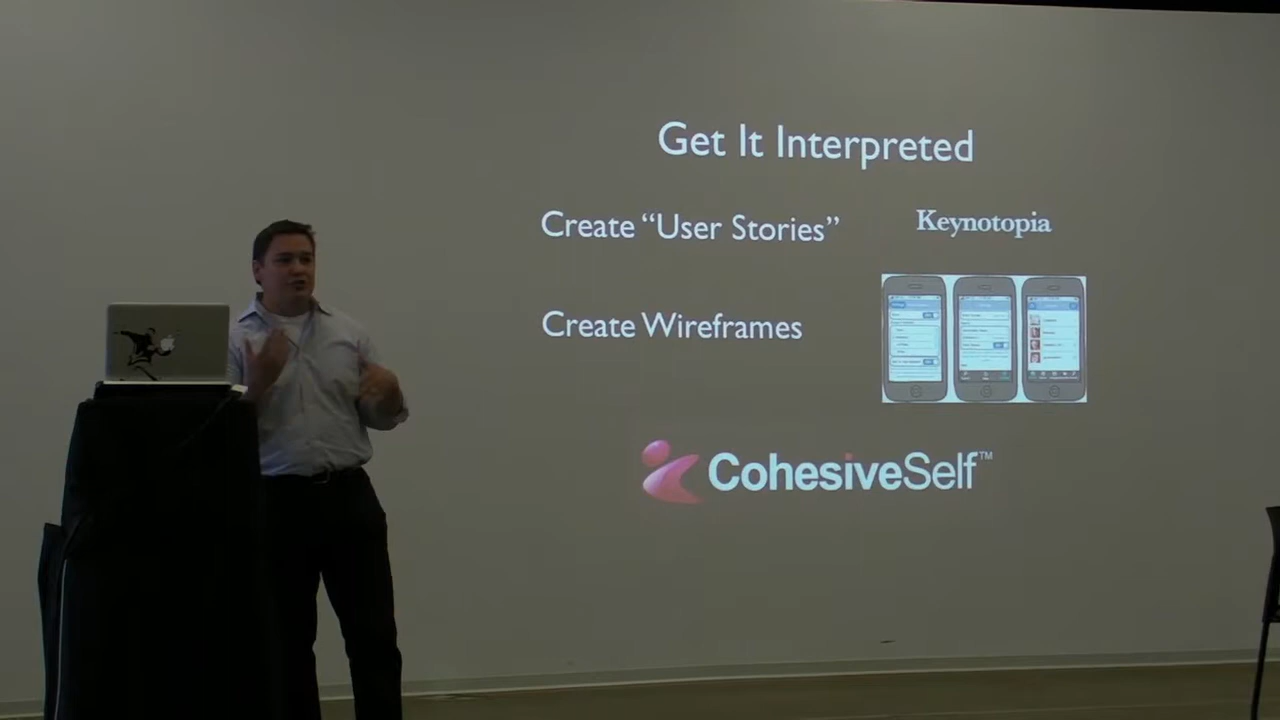 Get It Interpreted
Create “User Stories”
Keynotopia
Create Wireframes
CohesiveSelf™